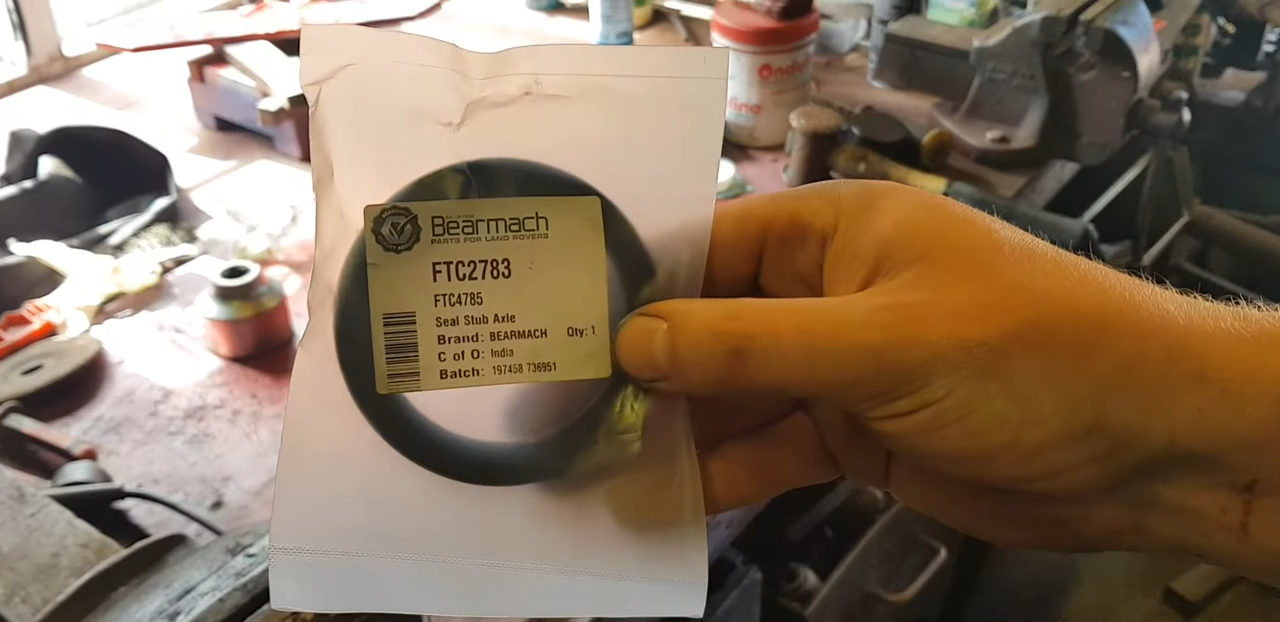 Bearmach
PARTS FOR LAND ROVERS
FTC2783
FTC4785
Seal Stub Axle
Brand: BEARMACH Qty: 1
C of O: India
Batch: 197458 736951